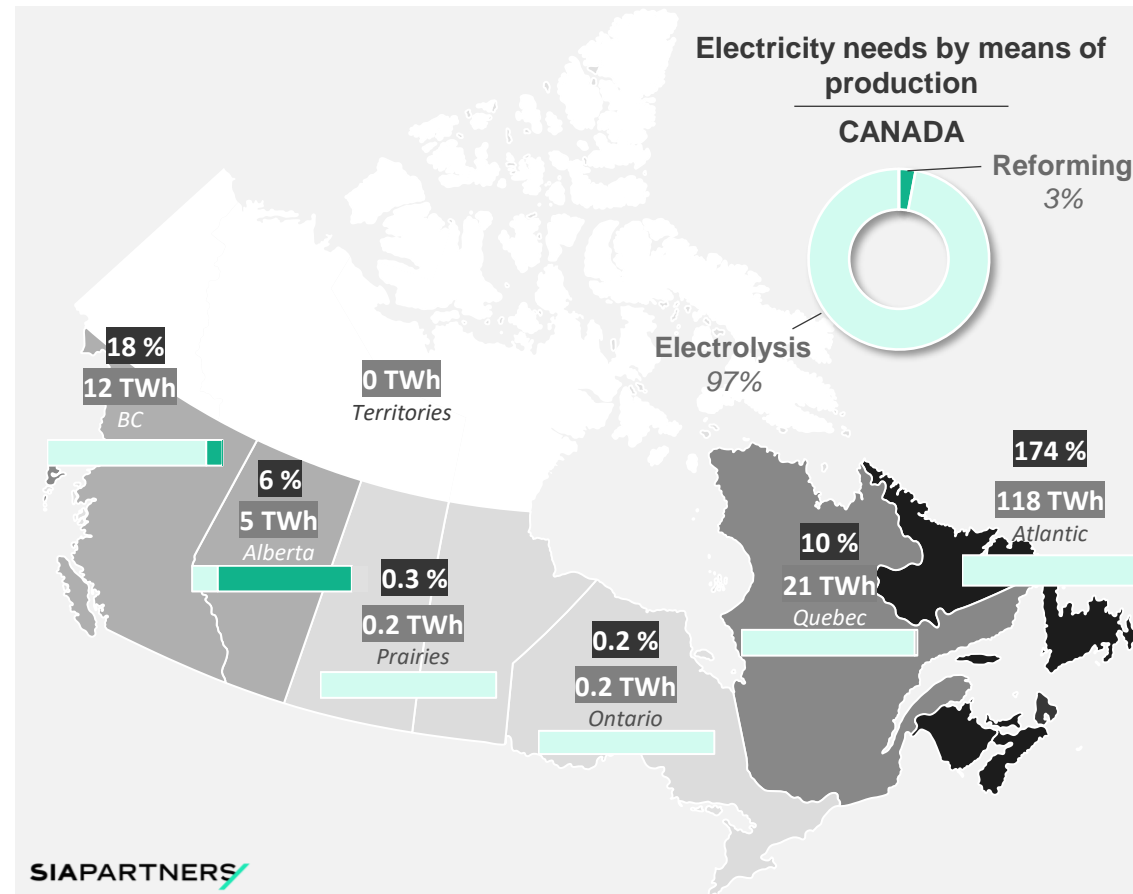 Electricity needs by means of
production
CANADA
Reforming
3%
Electrolysis
97%
18 %
12 TWh
BC
0 TWh
Territories
6 %
5 TWh
Alberta
0.3 %
0.2 TWh
Prairies
0.2 %
0.2 TWh
Ontario
10 %
21 TWh
Quebec
174 %
118 TWh
Atlantic
SIAPARTNERS